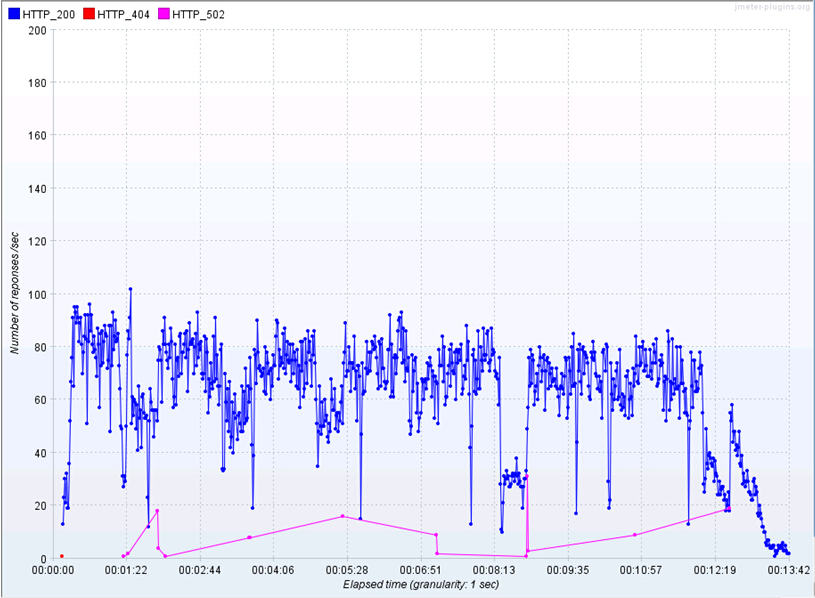 jmeter-plugins.org
HTTP_200 HTTP_404 HTTP_502
200
180
160
140
120
100
80
60
40
20
0
Number of reponses /sec
00:00:00 00:01:22 00:02:44 00:04:06 00:05:28 00:06:51 00:08:13 00:09:35 00:10:57 00:12:19 00:13:42
Elapsed time (granularity: 1 sec)